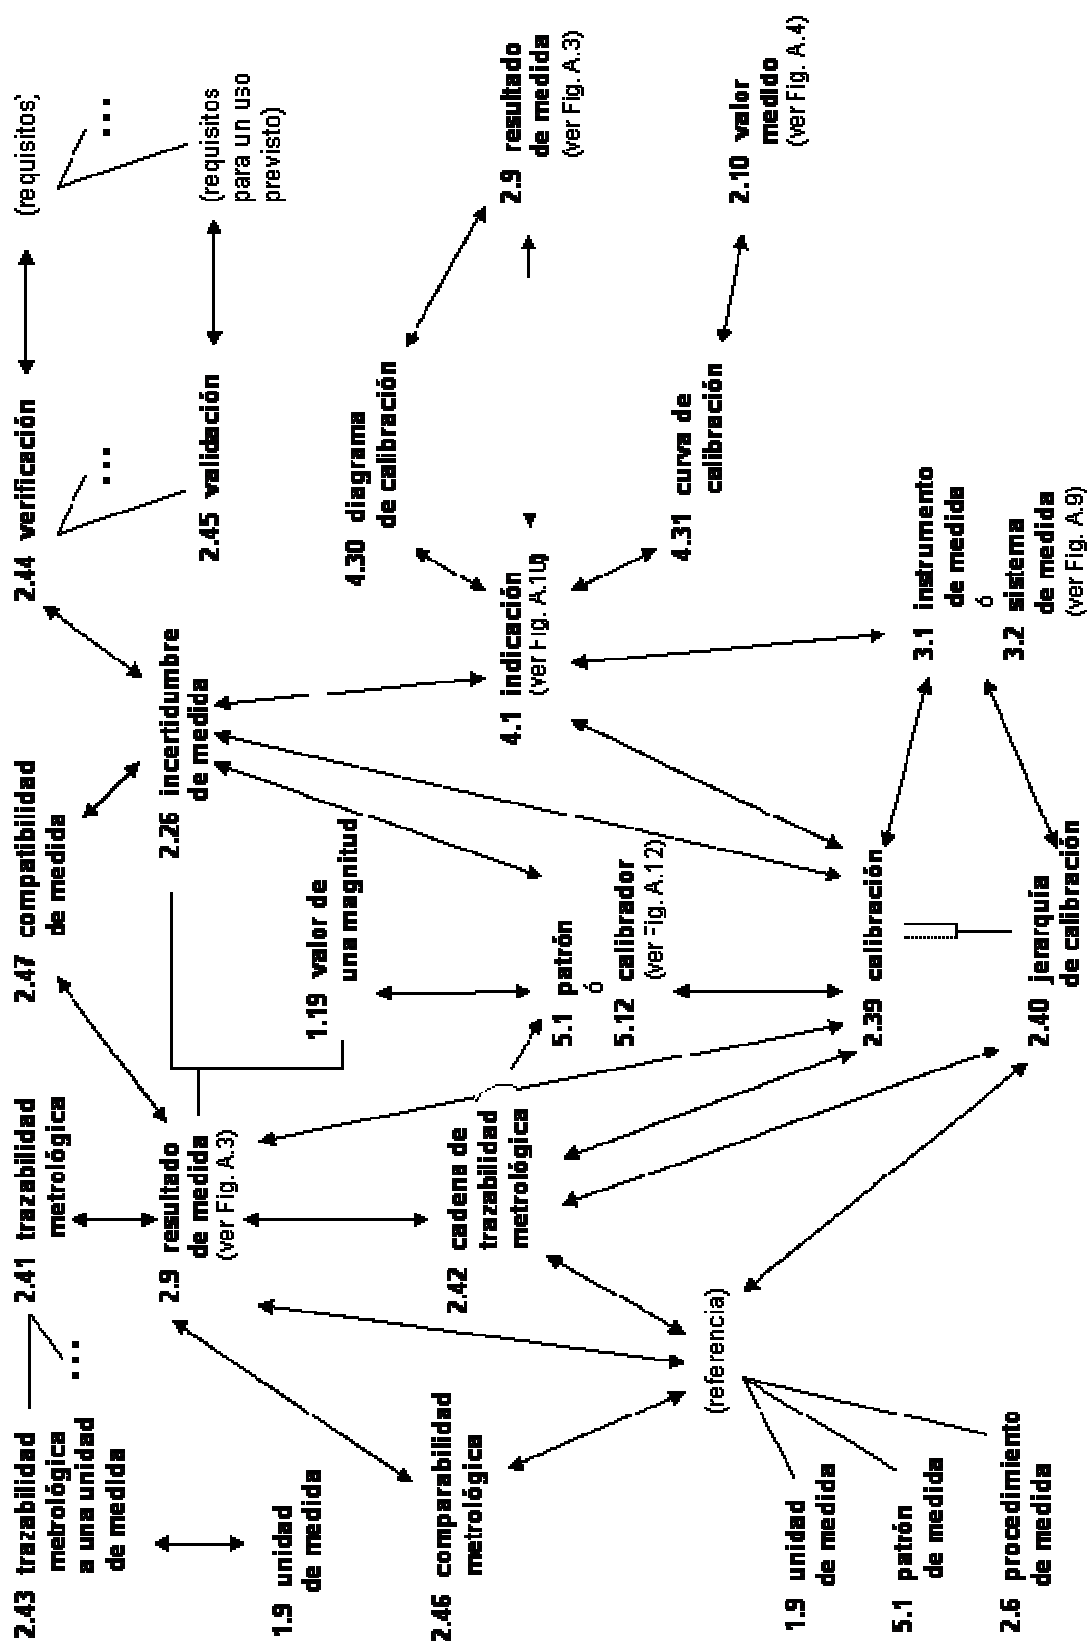 2.43 trazabilidad
metrológica
a una unidad
de medida
2.41 trazabilidad
metrológica
2.47 compatibilidad
de medida
2.44 verificación
(requisitos)
...
...
...
2.45 validación
(requisitos
para un uso
previsto)
1.9 unidad
de medida
2.9 resultado
de medida
(ver Fig. A.3)
2.26 incertidumbre
de medida
1.19 valor de
una magnitud
4.30 diagrama
de calibración
2.9 resultado
de medida
(ver Fig. A.3)
2.46 comparabilidad
metrológica
2.42 cadena de
trazabilidad
metrológica
5.1 patrón
ó
5.12 calibrador
(ver Fig. A.12)
4.1 indicación
(ver Fig. A.10)
4.31 curva de
calibración
2.10 valor
medido
(ver Fig. A.4)
(referencia)
1.9 unidad
de medida
5.1 patrón
de medida
2.6 procedimiento
de medida
2.39 calibración
2.40 jerarquía
de calibración
3.1 instrumento
de medida
ó
3.2 sistema
de medida
(ver Fig. A.9)